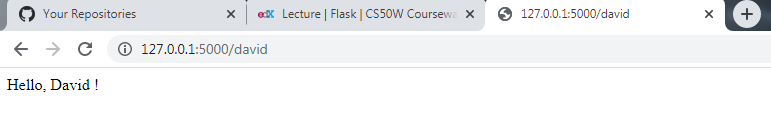 Your Repositories
edX Lecture | Flask | CS50W Coursewa
127.0.0.1:5000/david
127.0.0.1:5000/david
Hello, David !